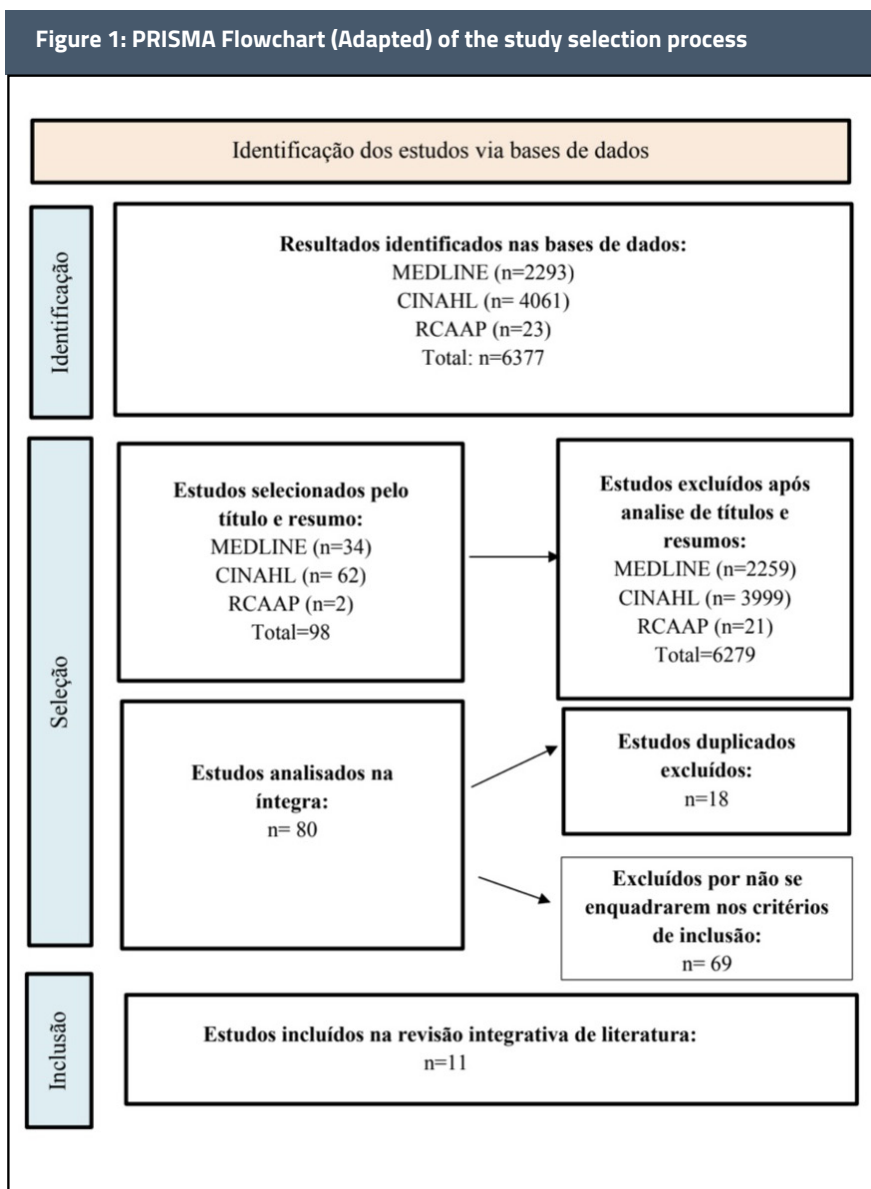 Figure 1: PRISMA Flowchart (Adapted) of the study selection process
Identificação dos estudos via bases de dados
Identificação
Resultados identificados nas bases de dados:
MEDLINE (n=2293)
CINAHL (n= 4061)
RCAAP (n=23)
Total: n=6377
Seleção
Estudos selecionados pelo
título e resumo:
MEDLINE (n=34)
CINAHL (n= 62)
RCAAP (n=2)
Total=98
Estudos excluídos após
analise de títulos e
resumos:
MEDLINE (n=2259)
CINAHL (n= 3999)
RCAAP (n=21)
Total=6279
Estudos analisados na
íntegra:
n= 80
Estudos duplicados
excluídos:
n=18
Excluídos por não se
enquadrarem nos critérios
de inclusão:
n= 69
Inclusão
Estudos incluídos na revisão integrativa de literatura:
n=11